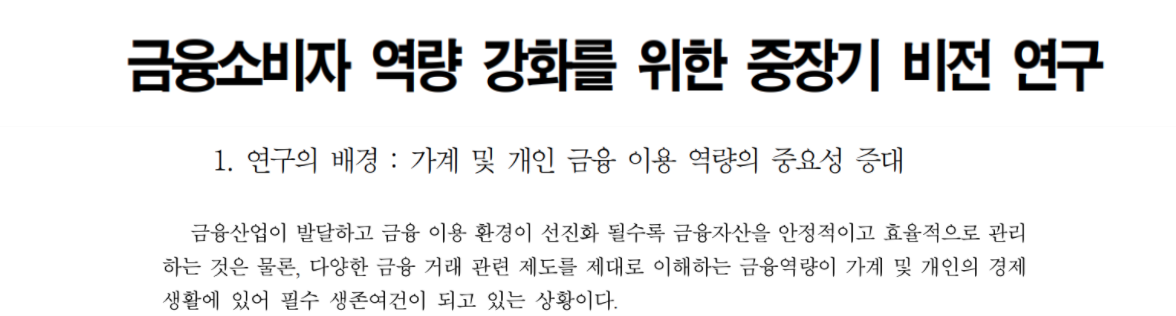 금융소비자 역량 강화를 위한 중장기 비전 연구
1. 연구의 배경 : 가계 및 개인 금융 이용 역량의 중요성 증대
금융산업이 발달하고 금융 이용 환경이 선진화 될수록 금융자산을 안정적이고 효율적으로 관리
하는 것은 물론, 다양한 금융 거래 관련 제도를 제대로 이해하는 금융역량이 가계 및 개인의 경제
생활에 있어 필수 생존여건이 되고 있는 상황이다.